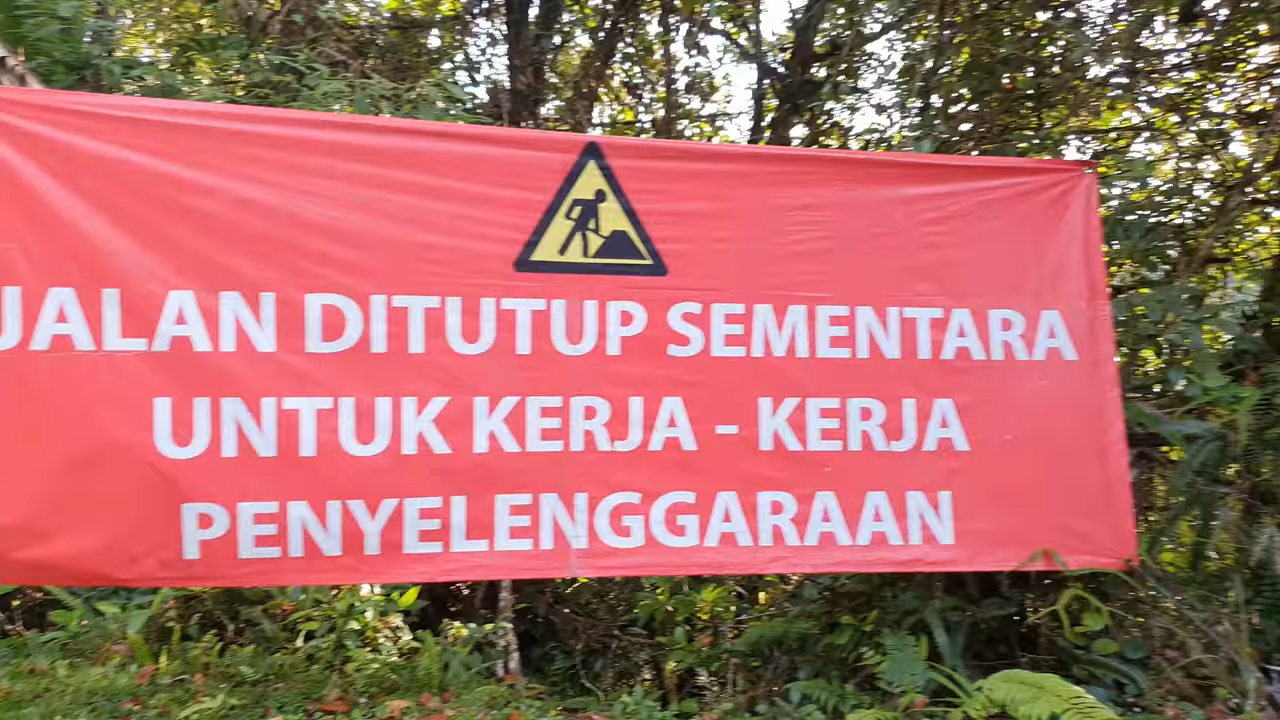 JALAN DITUTUP SEMENTARA
UNTUK KERJA - KERJA
PENYELENGGARAAN